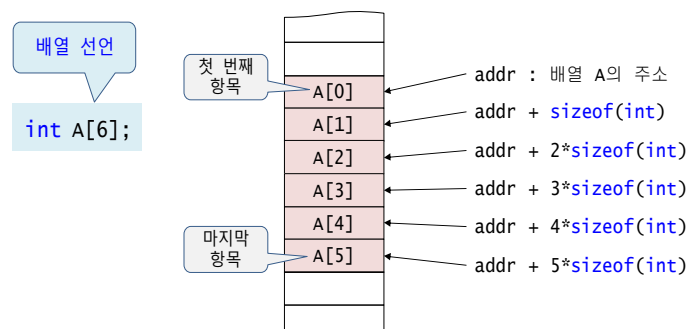 배열 선언
int A[6];
첫 번째
항목
A[0]
A[1]
A[2]
A[3]
A[4]
A[5]
마지막
항목
addr : 배열 A의 주소
addr + sizeof(int)
addr + 2*sizeof(int)
addr + 3*sizeof(int)
addr + 4*sizeof(int)
addr + 5*sizeof(int)